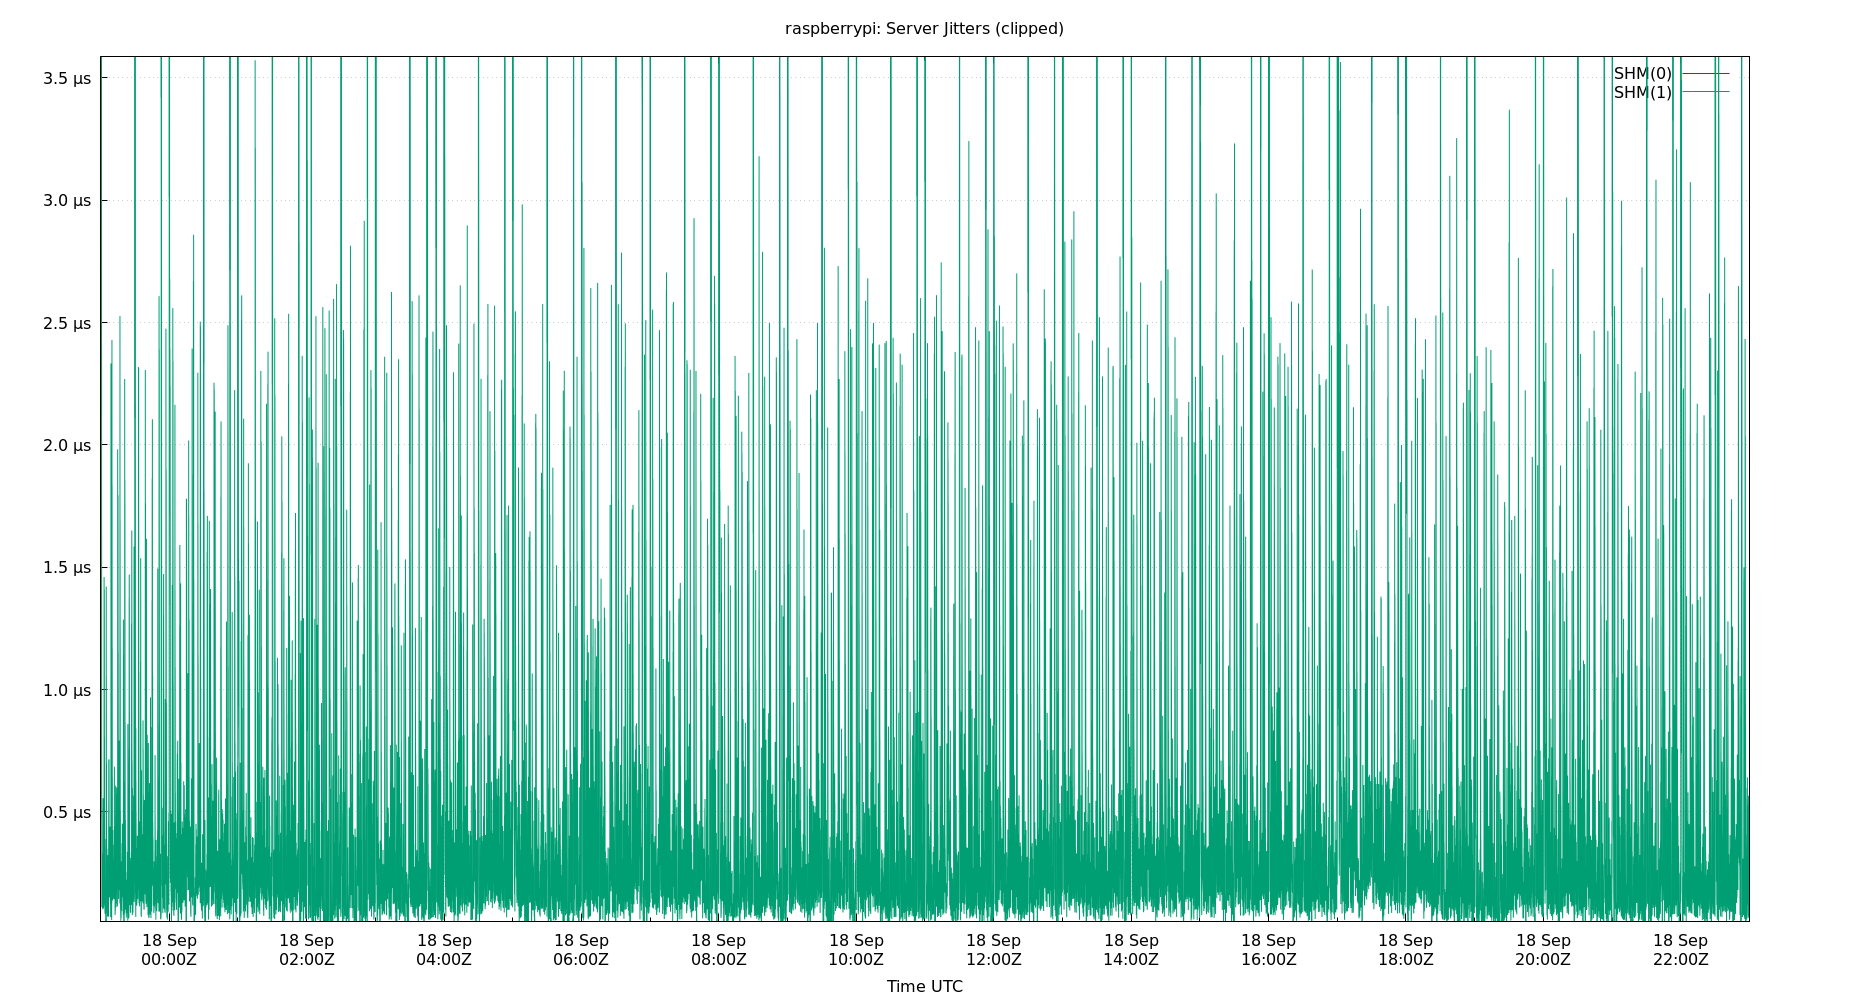 raspberrypi: Server Jitters (clipped)
SHM(0)
SHM(1)
3.5 µs
3.0 µs
2.5 µs
2.0 µs
1.5 µs
1.0 µs
0.5 µs
18 Sep 18 Sep 18 Sep 18 Sep 18 Sep 18 Sep 18 Sep 18 Sep 18 Sep 18 Sep 18 Sep 18 Sep
00:00Z 02:00Z 04:00Z 06:00Z 08:00Z 10:00Z 12:00Z 14:00Z 16:00Z 18:00Z 20:00Z 22:00Z
Time UTC